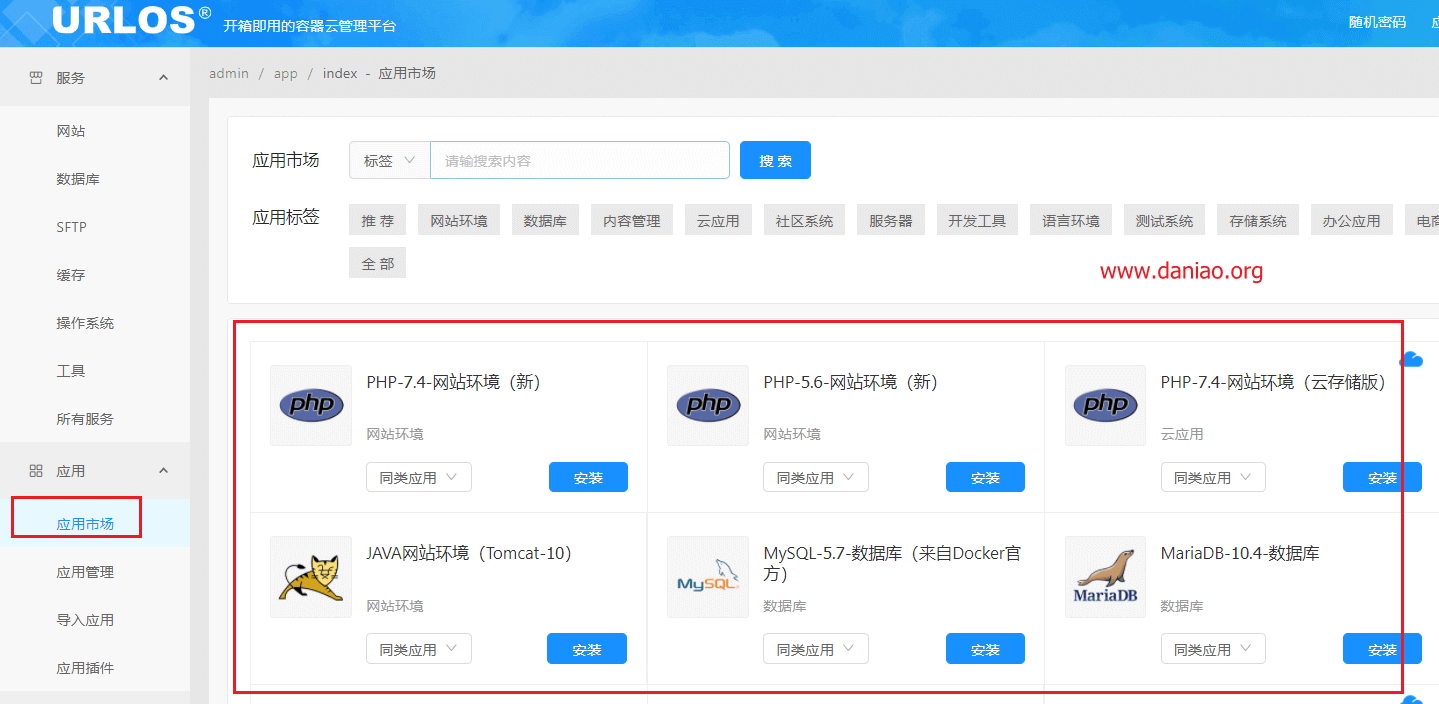 URLOS® 开箱即用的容器云管理平台 随机密码
服务
网站
数据库
SFTP
缓存
操作系统
工具
所有服务
应用
应用市场
应用管理
导入应用
应用插件
admin / app / index - 应用市场
应用市场 标签 请输搜索内容 搜 索
应用标签 推 荐 网站环境 数据库 内容管理 云应用 社区系统 服务器 开发工具 语言环境 测试系统 存储系统 办公应用 电商
全 部
www.daniao.org
php PHP-7.4-网站环境（新）
网站环境
同类应用 安装
php PHP-5.6-网站环境（新）
网站环境
同类应用 安装
php PHP-7.4-网站环境（云存储版）
云应用
同类应用 安装
JAVA网站环境（Tomcat-10）
网站环境
同类应用 安装
MySQL MySQL-5.7-数据库（来自Docker官
方）
数据库
同类应用 安装
MariaDB MariaDB-10.4-数据库
数据库
同类应用 安装